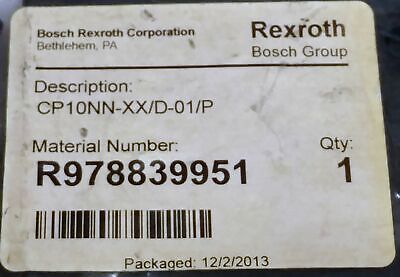 Bosch Rexroth Corporation
Bethlehem, PA
Rexroth
Bosch Group
Description:
CP10NN-XX/D-01/P
Material Number:
Qty:
R978839951
1
Packaged: 12/2/2013